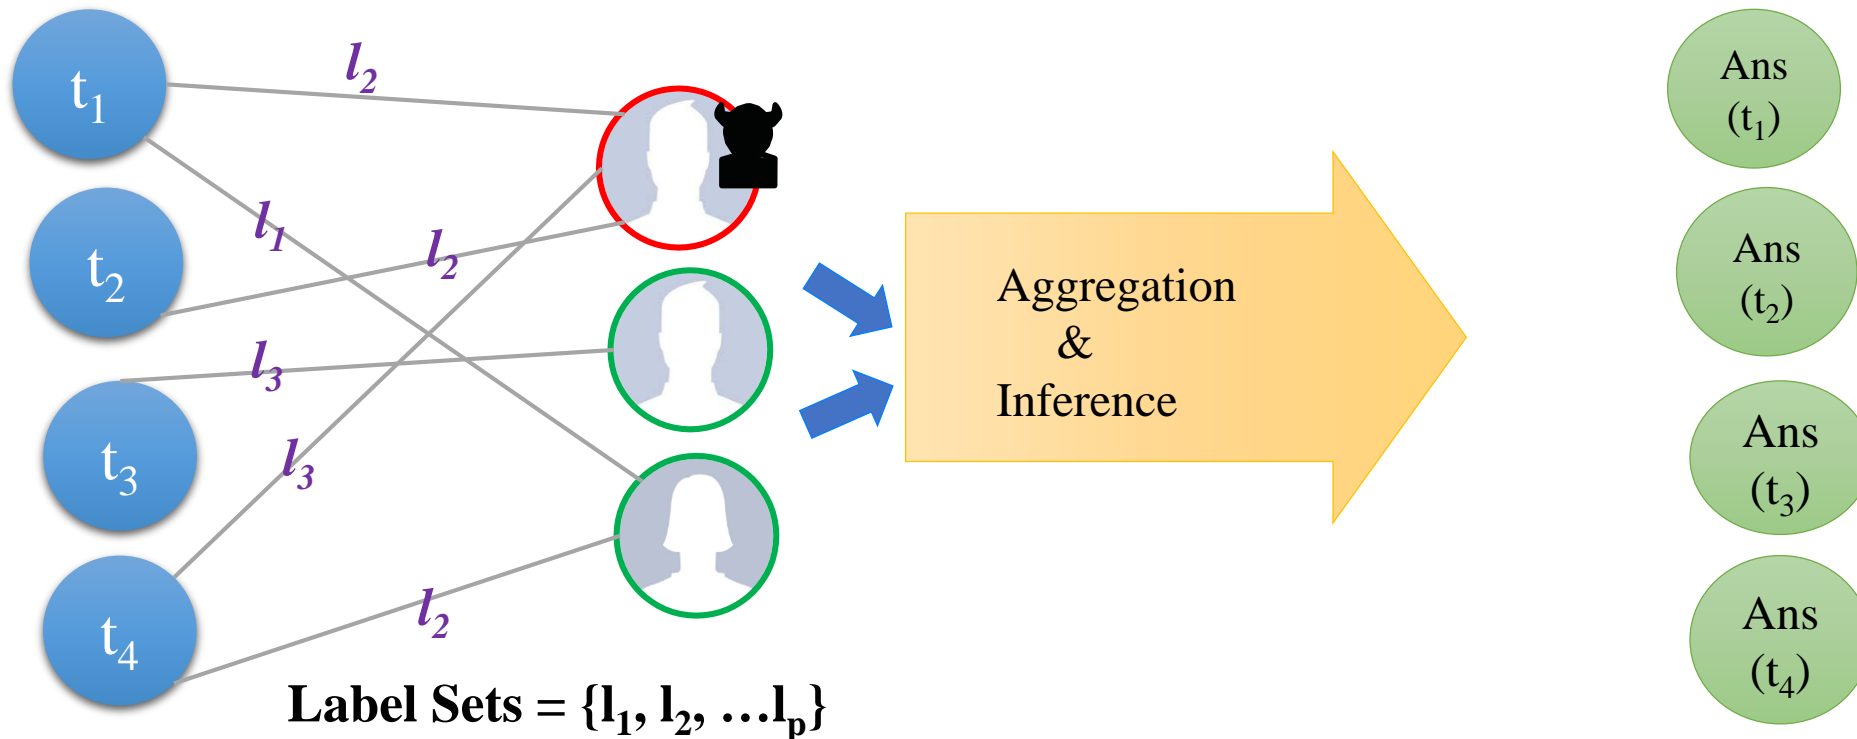 t₁
t₂
t₃
t₄
l₂
l₁
l₂
l₃
l₃
l₂
Label Sets = {l₁, l₂, …lₚ}
Aggregation
&
Inference
Ans
(t₁)
Ans
(t₂)
Ans
(t₃)
Ans
(t₄)